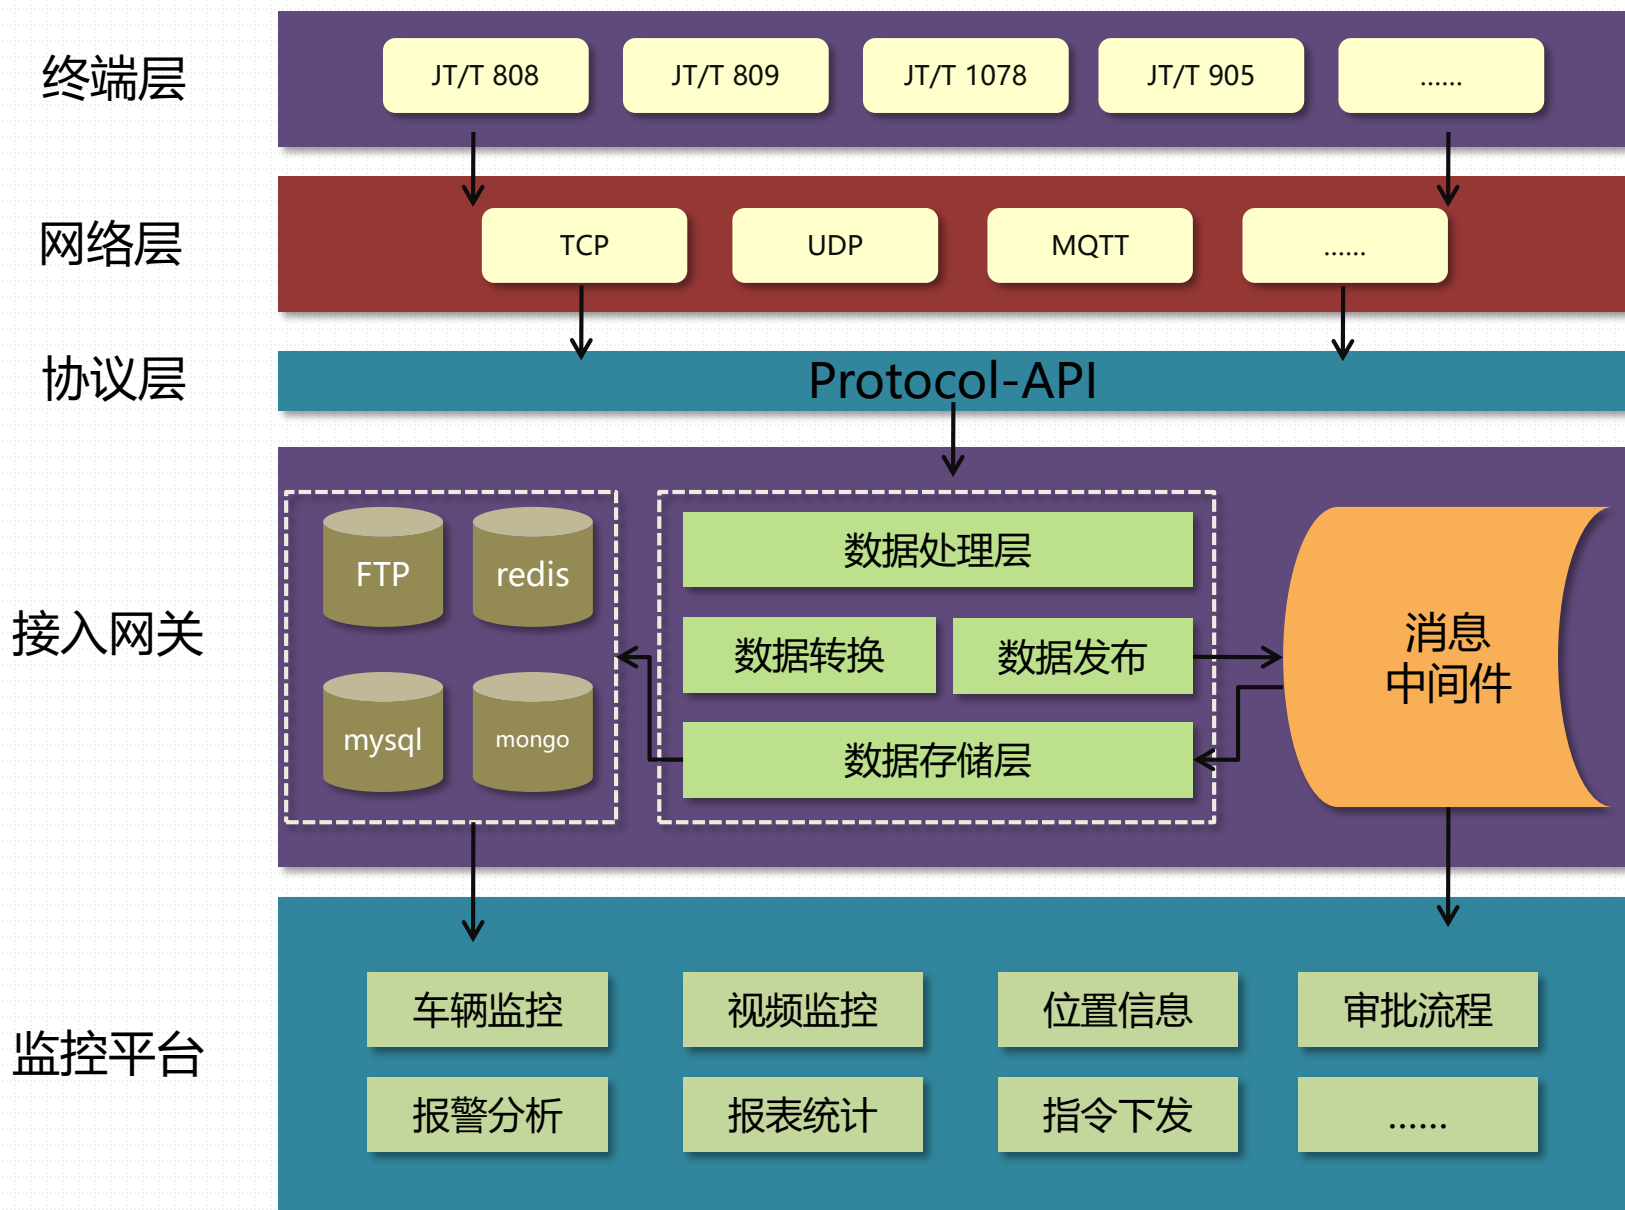 终端层
JT/T 808
JT/T 809
JT/T 1078
JT/T 905
......
网络层
TCP
UDP
MQTT
......
协议层
Protocol-API
接入网关
FTP
redis
mysql
mongo
数据处理层
数据转换
数据发布
数据存储层
消息
中间件
监控平台
车辆监控
视频监控
位置信息
审批流程
报警分析
报表统计
指令下发
......